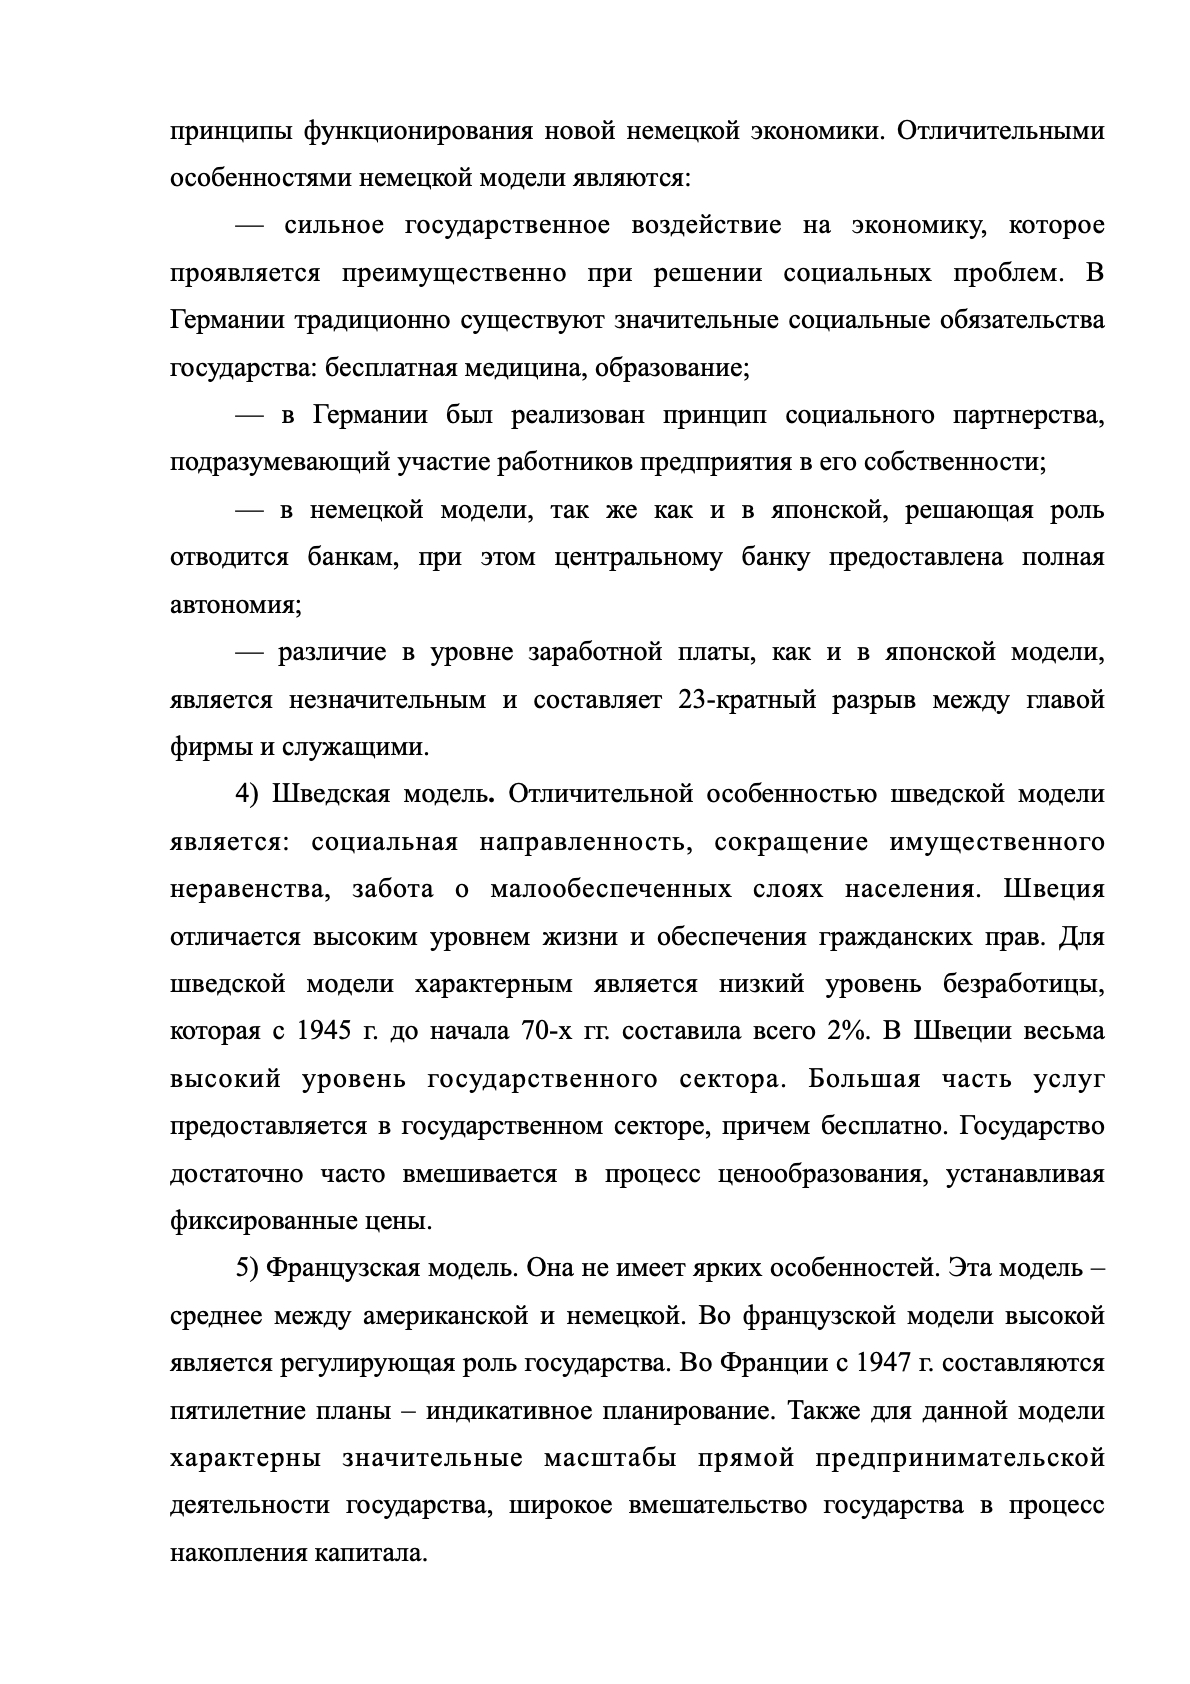 принципы функционирования новой немецкой экономики. Отличительными
особенностями немецкой модели являются:
— сильное государственное воздействие на экономику, которое
проявляется преимущественно при решении социальных проблем. В
Германии традиционно существуют значительные социальные обязательства
государства: бесплатная медицина, образование;
— в Германии был реализован принцип социального партнерства,
подразумевающий участие работников предприятия в его собственности;
— в немецкой модели, так же как и в японской, решающая роль
отводится банкам, при этом центральному банку предоставлена полная
автономия;
— различие в уровне заработной платы, как и в японской модели,
является незначительным и составляет 23-кратный разрыв между главой
фирмы и служащими.
4) Шведская модель. Отличительной особенностью шведской модели
является: социальная направленность, сокращение имущественного
неравенства, забота о малообеспеченных слоях населения. Швеция
отличается высоким уровнем жизни и обеспечения гражданских прав. Для
шведской модели характерным является низкий уровень безработицы,
которая с 1945 г. до начала 70-х гг. составила всего 2%. В Швеции весьма
высокий уровень государственного сектора. Большая часть услуг
предоставляется в государственном секторе, причем бесплатно. Государство
достаточно часто вмешивается в процесс ценообразования, устанавливая
фиксированные цены.
5) Французская модель. Она не имеет ярких особенностей. Эта модель –
среднее между американской и немецкой. Во французской модели высокой
является регулирующая роль государства. Во Франции с 1947 г. составляются
пятилетние планы – индикативное планирование. Также для данной модели
характерны значительные масштабы прямой предпринимательской
деятельности государства, широкое вмешательство государства в процесс
накопления капитала.